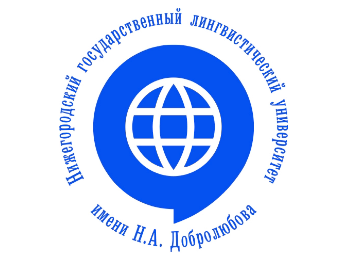 Нижегородский государственный лингвистический университет
имени Н.А. Добролюбова